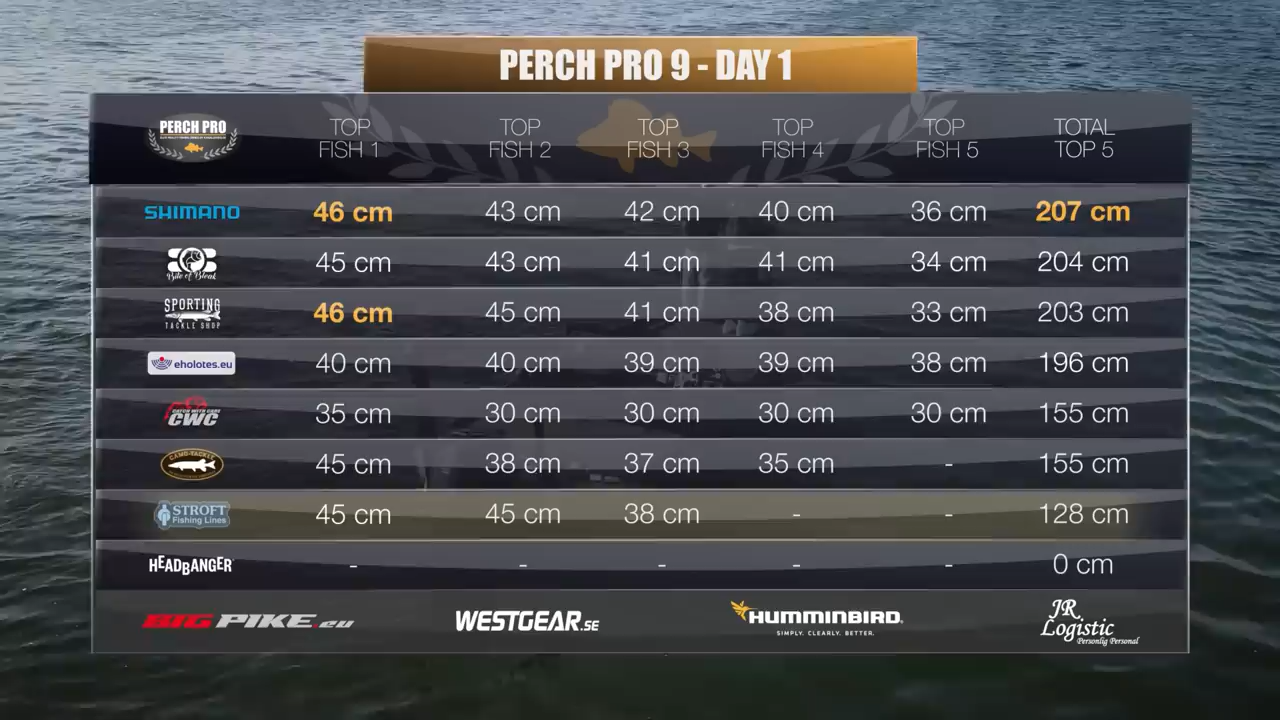 PERCH PRO 9 - DAY 1
PERCH PRO
TOP FISH 1
TOP FISH 2
TOP FISH 3
TOP FISH 4
TOP FISH 5
TOTAL TOP 5
SHIMANO 46 cm 43 cm 42 cm 40 cm 36 cm 207 cm
Bite of Bleak 45 cm 43 cm 41 cm 41 cm 34 cm 204 cm
SPORTING
TACKLE SHOP 46 cm 45 cm 41 cm 38 cm 33 cm 203 cm
eholotes.eu 40 cm 40 cm 39 cm 39 cm 38 cm 196 cm
CATCH WITH CARE
CWC 35 cm 30 cm 30 cm 30 cm 30 cm 155 cm
CAMO-TACKLE 45 cm 38 cm 37 cm 35 cm - 155 cm
STROFT
Fishing Lines 45 cm 45 cm 38 cm - - 128 cm
HEADBANGER - - - - - 0 cm
BIG PIKE.eu
WESTGEAR.SE
HUMMINBIRD
SIMPLY. CLEARLY. BETTER.
JR
Logistic
Personlig Personal